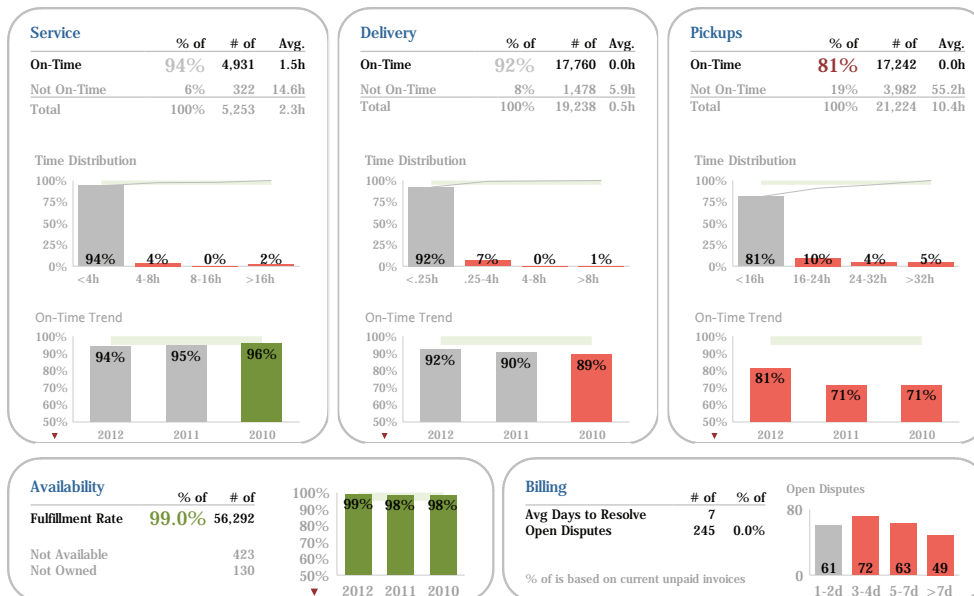 Service
% of # of Avg.
On-Time 94% 4,931 1.5h
Not On-Time 6% 322 14.6h
Total 100% 5,253 2.3h
Time Distribution
100%
75%
50%
25%
0%
94% 4% 0% 2%
<4h 4-8h 8-16h >16h
On-Time Trend
100%
90%
80%
70%
60%
50%
94% 95% 96%
▼ 2012 2011 2010
Delivery
% of # of Avg.
On-Time 92% 17,760 0.0h
Not On-Time 8% 1,478 5.9h
Total 100% 19,238 0.5h
Time Distribution
100%
75%
50%
25%
0%
92% 7% 0% 1%
<.25h .25-4h 4-8h >8h
On-Time Trend
100%
90%
80%
70%
60%
50%
92% 90% 89%
▼ 2012 2011 2010
Pickups
% of # of Avg.
On-Time 81% 17,242 0.0h
Not On-Time 19% 3,982 55.2h
Total 100% 21,224 10.4h
Time Distribution
100%
75%
50%
25%
0%
81% 10% 4% 5%
<16h 16-24h 24-32h >32h
On-Time Trend
100%
90%
80%
70%
60%
50%
81% 71% 71%
▼ 2012 2011 2010
Availability
% of # of
Fulfillment Rate 99.0% 56,292
Not Available 423
Not Owned 130
100%
90%
80%
70%
60%
50%
99% 98% 98%
▼ 2012 2011 2010
Billing
# of % of
Avg Days to Resolve 7
Open Disputes 245 0.0%
% of is based on current unpaid invoices
Open Disputes
80
0
61 72 63 49
1-2d 3-4d 5-7d >7d